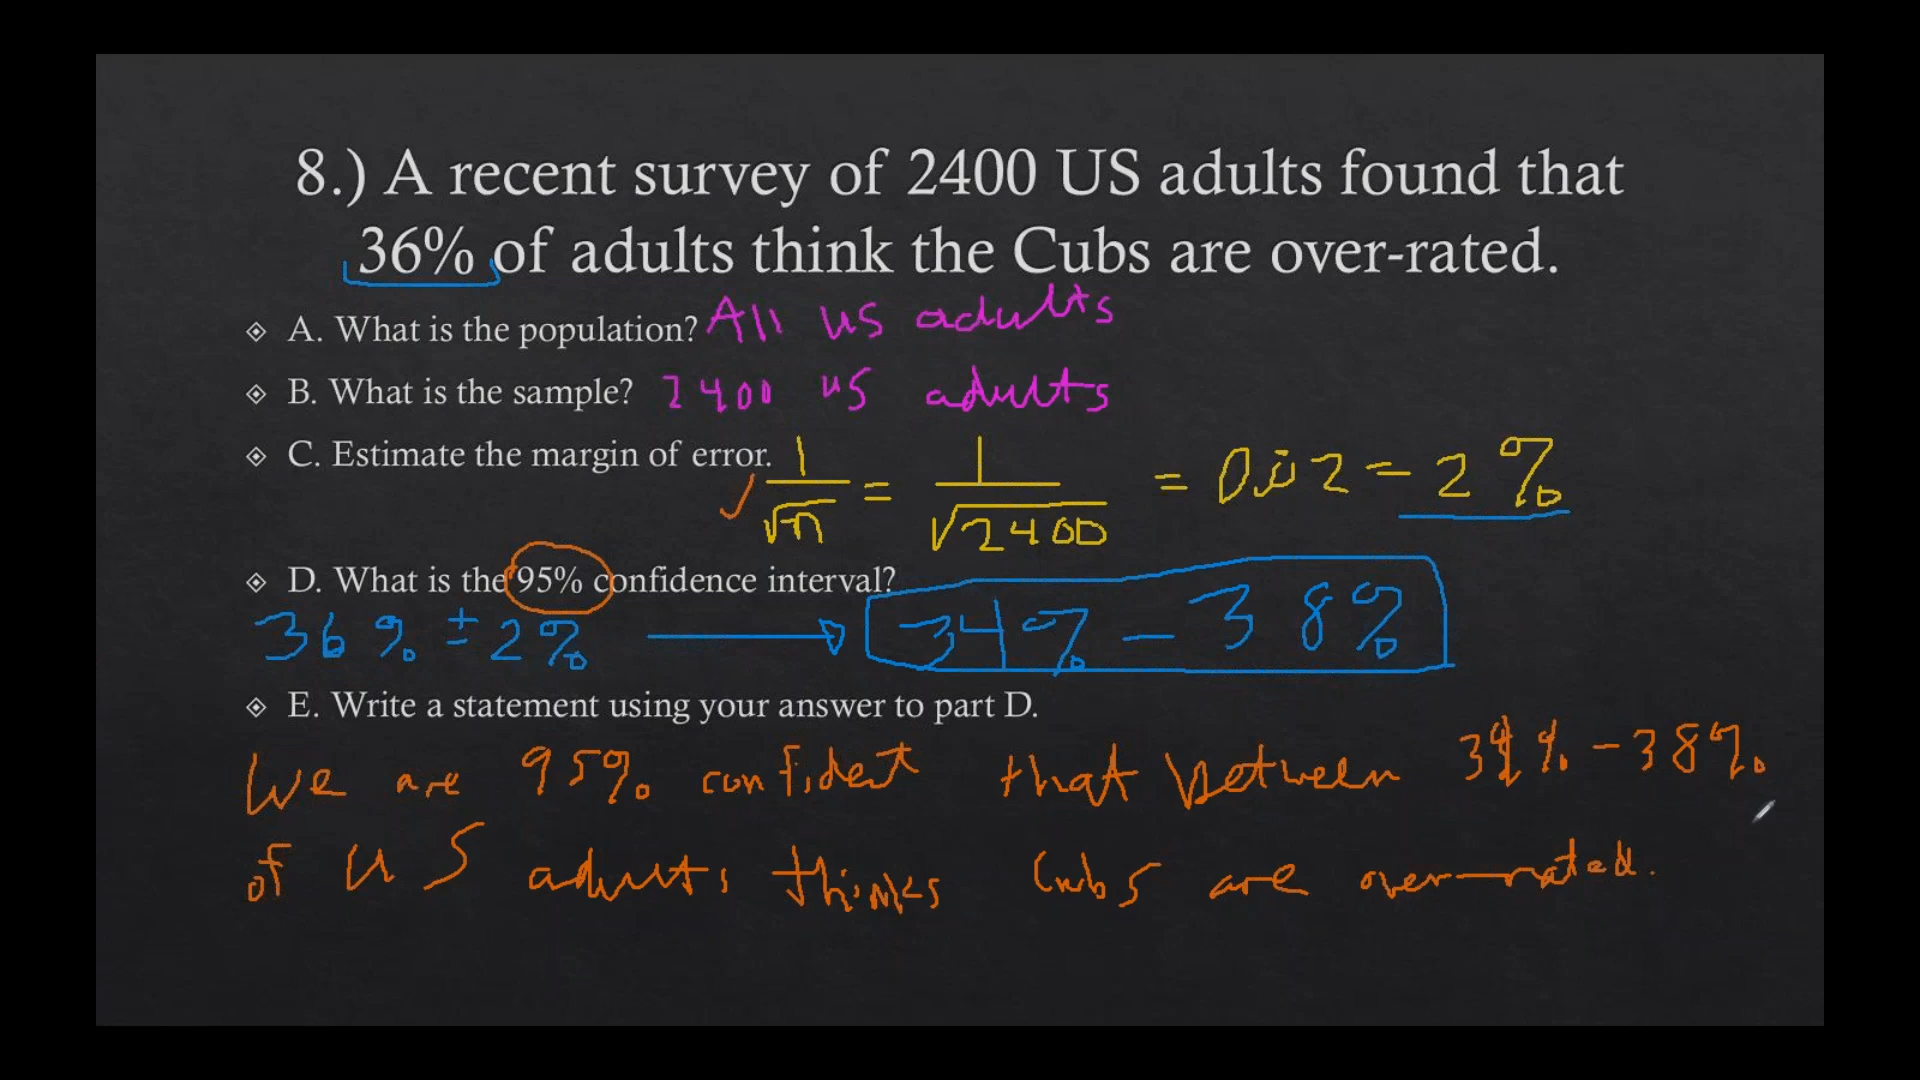 8.) A recent survey of 2400 US adults found that
36% of adults think the Cubs are over-rated.
A. What is the population? All US adults
B. What is the sample? 2400 US adults
C. Estimate the margin of error. 1/√n = 1/√2400 = 0.02 = 2%
D. What is the 95% confidence interval?
36% ± 2% → 34% – 38%
E. Write a statement using your answer to part D.
We are 95% confident that between 34% – 38%
of US adults thinks Cubs are over-rated.